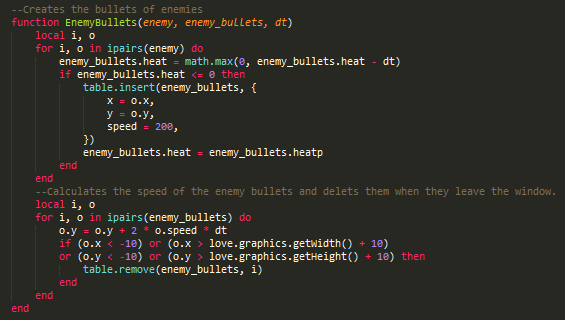 --Creates the bullets of enemies
function EnemyBullets(enemy, enemy_bullets, dt)
    local i, o
    for i, o in ipairs(enemy) do
        enemy_bullets.heat = math.max(0, enemy_bullets.heat - dt)
        if enemy_bullets.heat <= 0 then
            table.insert(enemy_bullets, {
                x = o.x,
                y = o.y,
                speed = 200,
            })
            enemy_bullets.heat = enemy_bullets.heatp
        end
    end
    --Calculates the speed of the enemy bullets and deletes them when they leave the window.
    local i, o
    for i, o in ipairs(enemy_bullets) do
        o.y = o.y + 2 * o.speed * dt
        if (o.x < -10) or (o.x > love.graphics.getWidth() + 10)
        or (o.y < -10) or (o.y > love.graphics.getHeight() + 10) then
            table.remove(enemy_bullets, i)
        end
    end
end